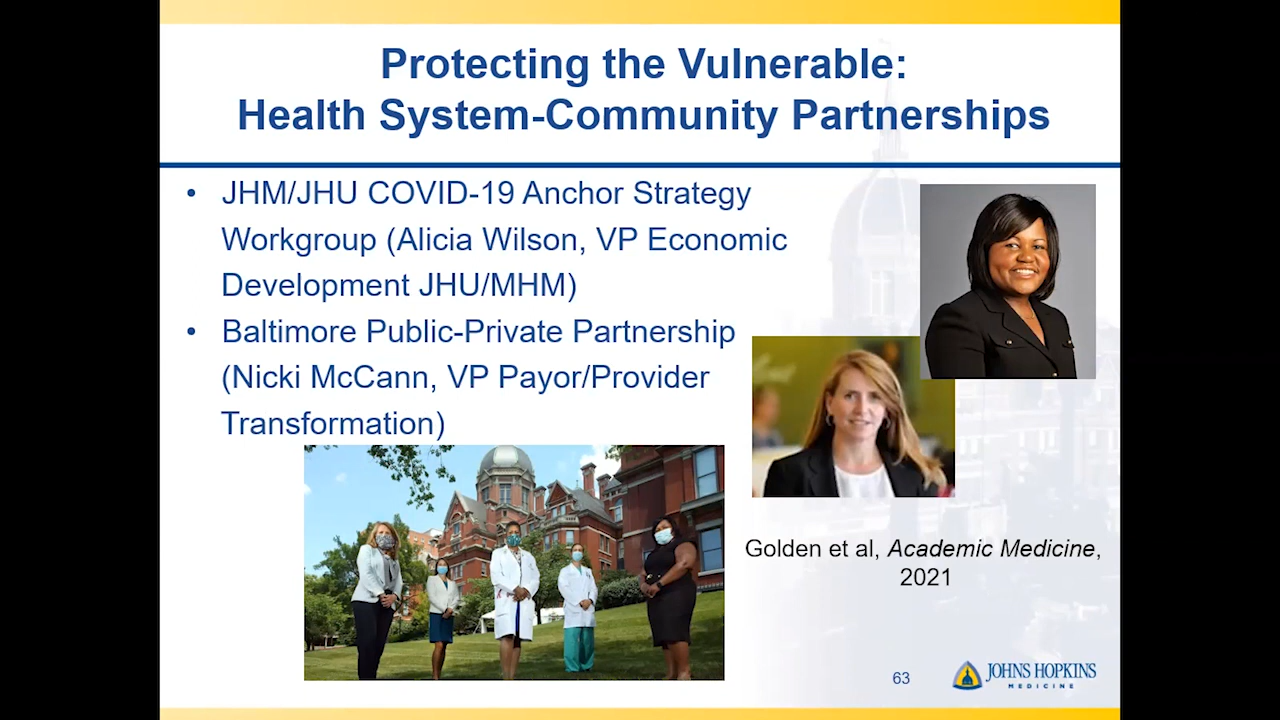 Protecting the Vulnerable:
Health System-Community Partnerships
• JHM/JHU COVID-19 Anchor Strategy
Workgroup (Alicia Wilson, VP Economic
Development JHU/MHM)
• Baltimore Public-Private Partnership
(Nicki McCann, VP Payor/Provider
Transformation)
Golden et al, Academic Medicine,
2021
63
JOHNS HOPKINS
MEDICINE